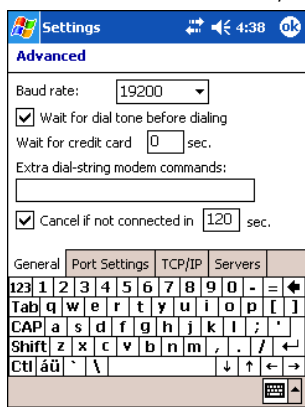 Settings 4:38 ok
Advanced
Baud rate: 19200
Wait for dial tone before dialing
Wait for credit card 0 sec.
Extra dial-string modem commands:
Cancel if not connected in 120 sec.
General Port Settings TCP/IP Servers
123 1 2 3 4 5 6 7 8 9 0 - =
Tab q w e r t y u i o p [ ]
CAP a s d f g h j k l ; '
Shift z x c v b n m , . /
Ctl áü ` \